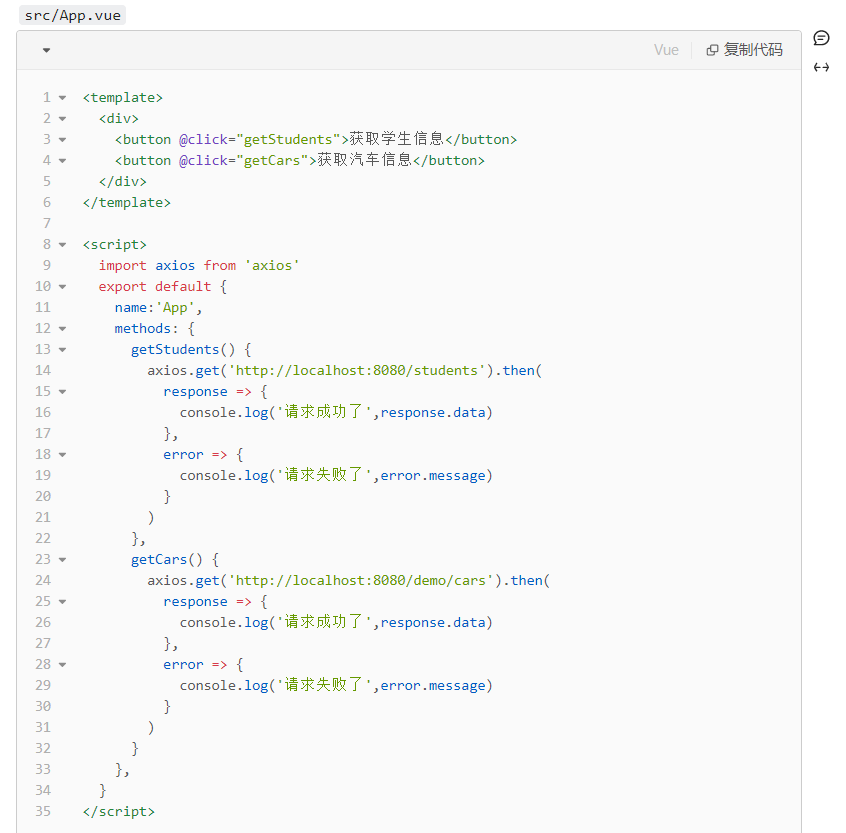 src/App.vue
Vue 复制代码
1 <template>
2   <div>
3     <button @click="getStudents">获取学生信息</button>
4     <button @click="getCars">获取汽车信息</button>
5   </div>
6 </template>
7
8 <script>
9   import axios from 'axios'
10   export default {
11     name:'App',
12     methods: {
13       getStudents() {
14         axios.get('http://localhost:8080/students').then(
15           response => {
16             console.log('请求成功了',response.data)
17           },
18           error => {
19             console.log('请求失败了',error.message)
20           }
21         )
22       },
23       getCars() {
24         axios.get('http://localhost:8080/demo/cars').then(
25           response => {
26             console.log('请求成功了',response.data)
27           },
28           error => {
29             console.log('请求失败了',error.message)
30           }
31         )
32       }
33     },
34   }
35 </script>